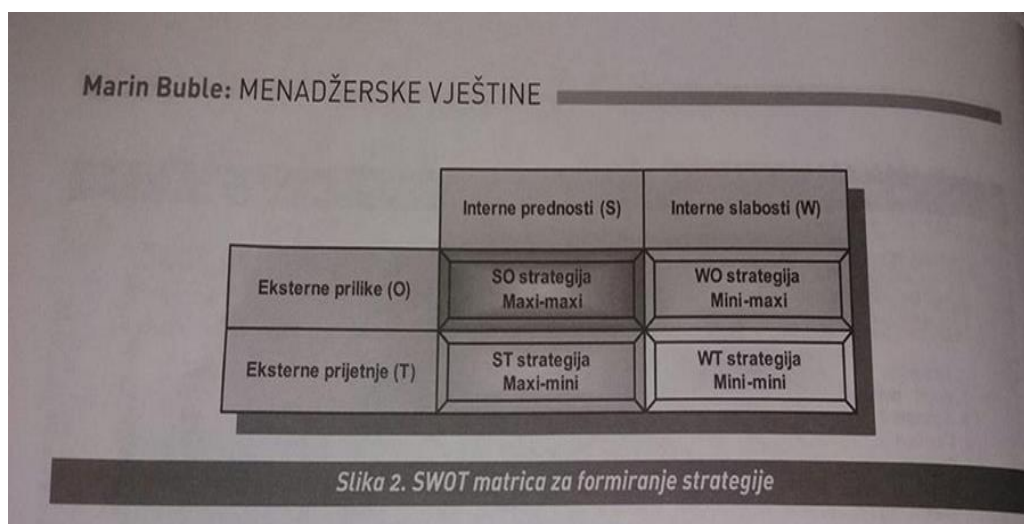 Marin Buble: MENADŽERSKE VJEŠTINE
Interne prednosti (S)
Interne slabosti (W)
Eksterne prilike (O)
SO strategija
Maxi-maxi
WO strategija
Mini-maxi
Eksterne prijetnje (T)
ST strategija
Maxi-mini
WT strategija
Mini-mini
Slika 2. SWOT matrica za formiranje strategije